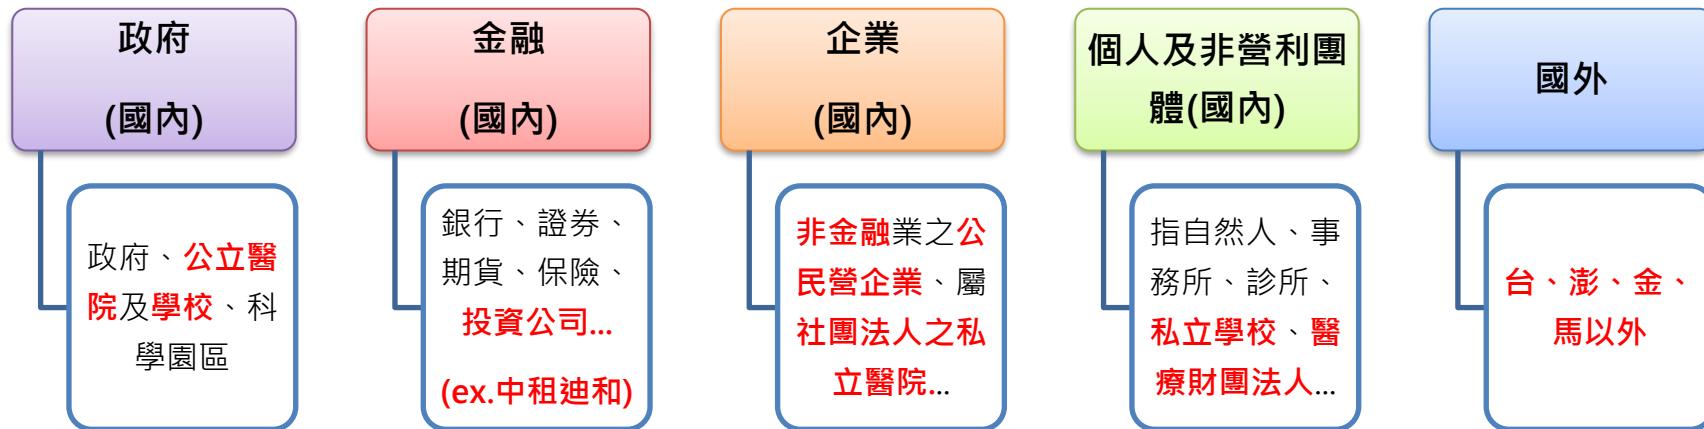 政府
(國內)
政府、公立醫
院及學校、科
學園區
金融
(國內)
銀行、證券、
期貨、保險、
投資公司...
(ex.中租迪和)
企業
(國內)
非金融業之公
民營企業、屬
社團法人之私
立醫院...
個人及非營利團
體(國內)
指自然人、事
務所、診所、
私立學校、醫
療財團法人...
國外
台、澎、金、
馬以外